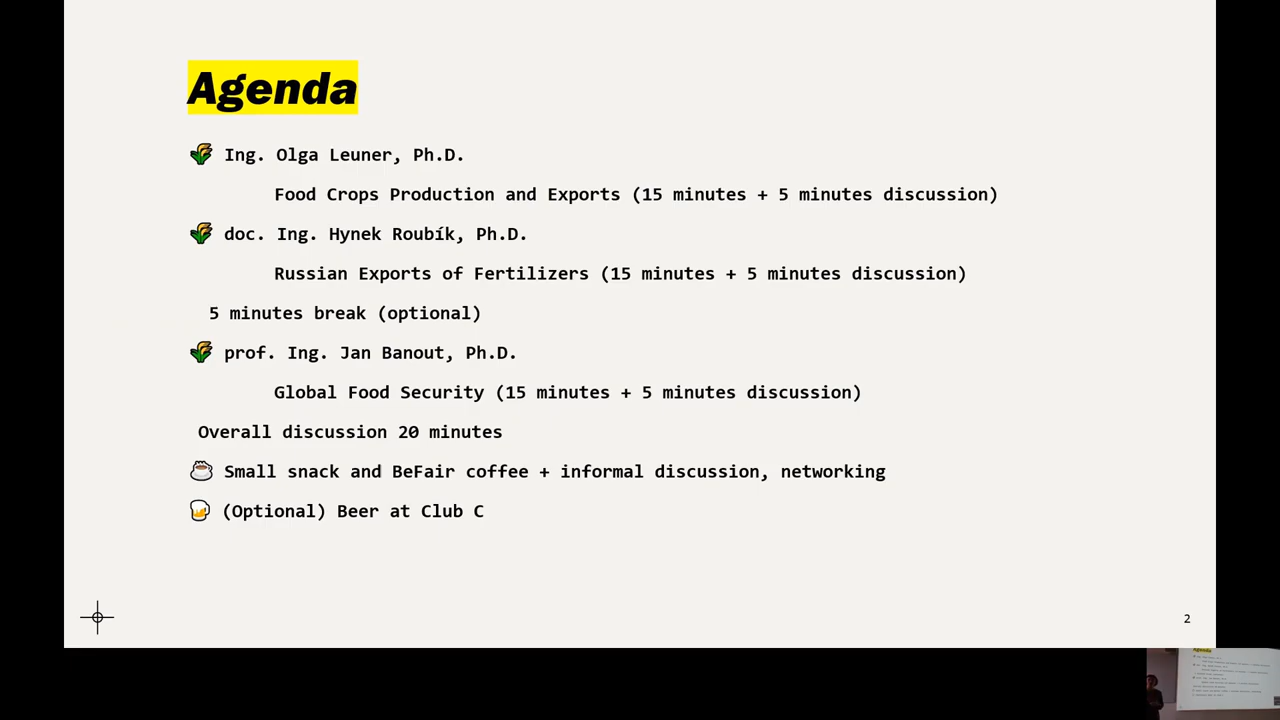 Agenda
Ing. Olga Leuner, Ph.D.
Food Crops Production and Exports (15 minutes + 5 minutes discussion)
doc. Ing. Hynek Roubík, Ph.D.
Russian Exports of Fertilizers (15 minutes + 5 minutes discussion)
5 minutes break (optional)
prof. Ing. Jan Banout, Ph.D.
Global Food Security (15 minutes + 5 minutes discussion)
Overall discussion 20 minutes
Small snack and BeFair coffee + informal discussion, networking
(Optional) Beer at Club C
2
Agenda